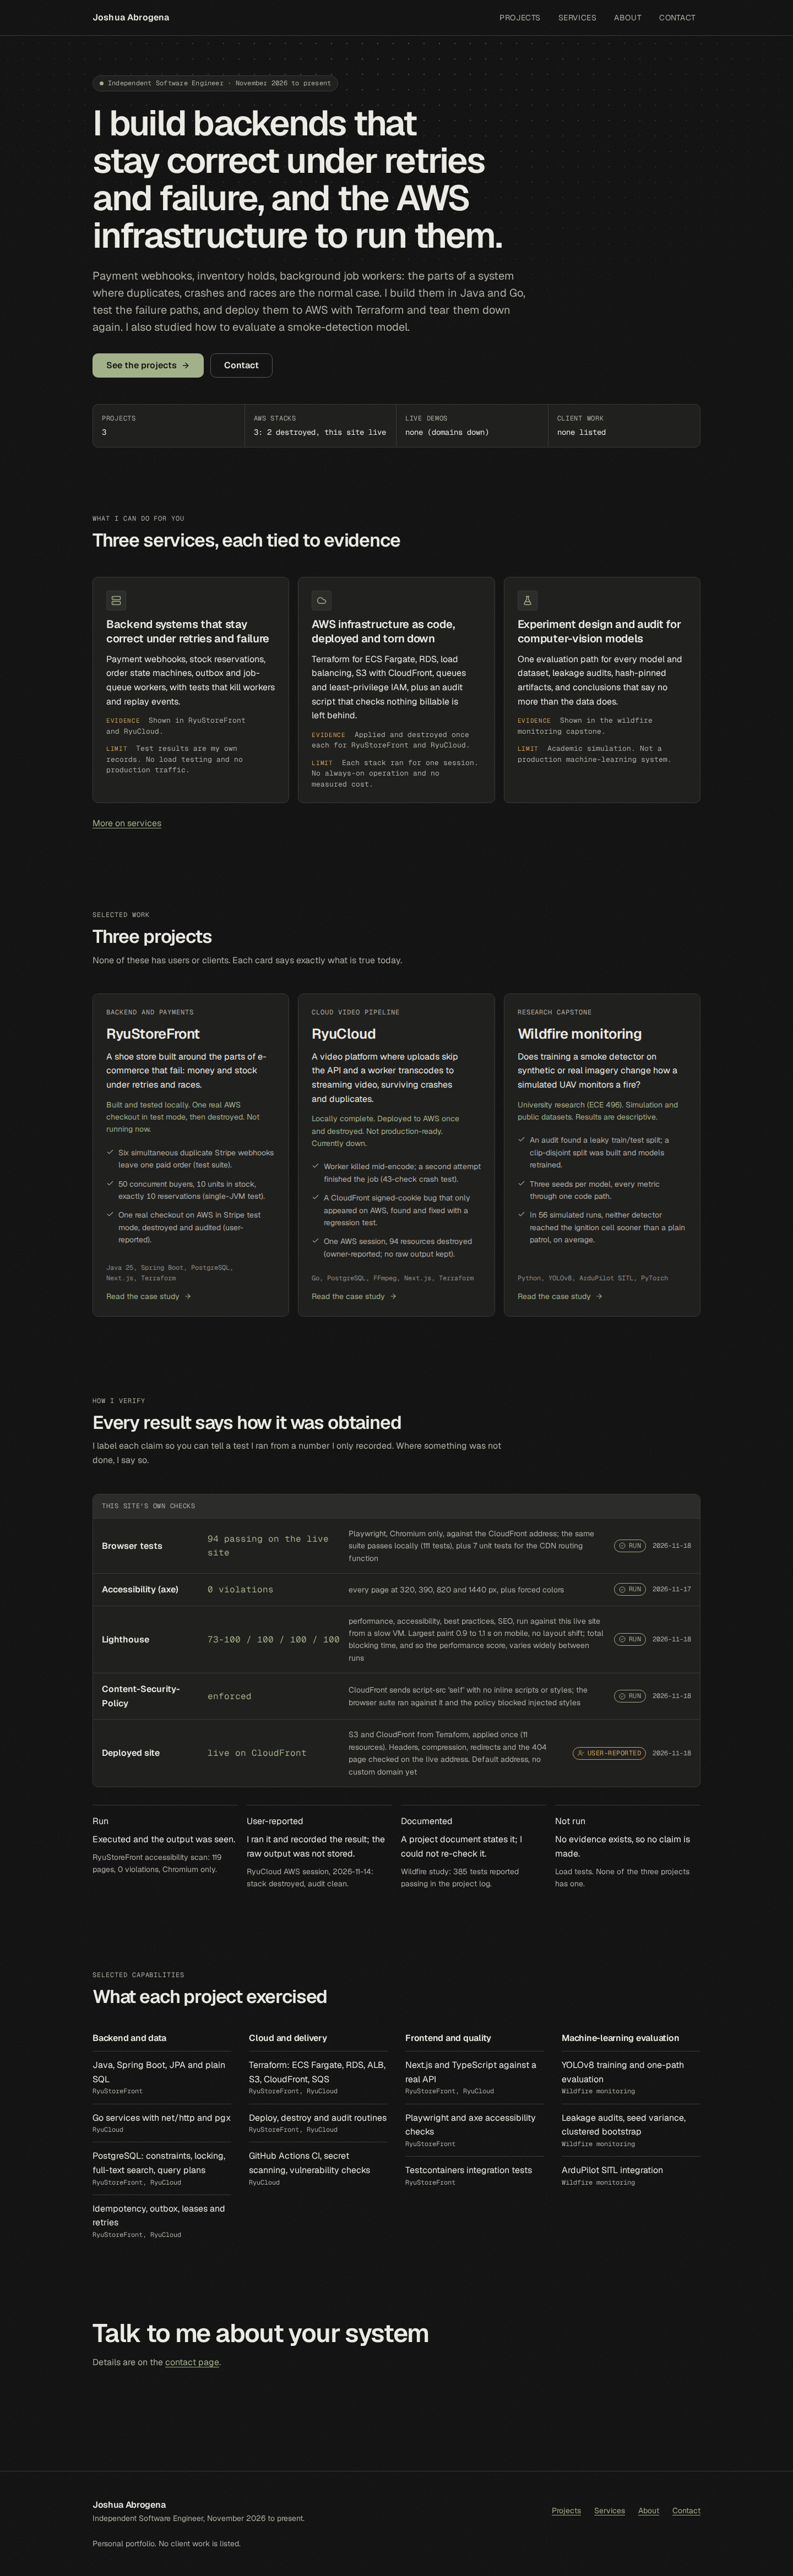 Joshua Abrogena
PROJECTS
SERVICES
ABOUT
CONTACT
Independent Software Engineer · November 2026 to present
I build backends that
stay correct under retries
and failure, and the AWS
infrastructure to run them.
Payment webhooks, inventory holds, background job workers: the parts of a system
where duplicates, crashes and races are the normal case. I build them in Java and Go,
test the failure paths, and deploy them to AWS with Terraform and tear them down
again. I also studied how to evaluate a smoke-detection model.
See the projects →
Contact
PROJECTS
3
AWS STACKS
3: 2 destroyed, this site live
LIVE DEMOS
none (domains down)
CLIENT WORK
none listed
WHAT I CAN DO FOR YOU
Three services, each tied to evidence
Backend systems that stay
correct under retries and failure
Payment webhooks, stock reservations,
order state machines, outbox and job-
queue workers, with tests that kill workers
and replay events.
EVIDENCE Shown in RyuStoreFront
and RyuCloud.
LIMIT Test results are my own
records. No load testing and no
production traffic.
AWS infrastructure as code,
deployed and torn down
Terraform for ECS Fargate, RDS, load
balancing, S3 with CloudFront, queues
and least-privilege IAM, plus an audit
script that checks nothing billable is
left behind.
EVIDENCE Applied and destroyed once
each for RyuStoreFront and RyuCloud.
LIMIT Each stack ran for one session.
No always-on operation and no
measured cost.
Experiment design and audit for
computer-vision models
One evaluation path for every model and
dataset, leakage audits, hash-pinned
artifacts, and conclusions that say no
more than the data does.
EVIDENCE Shown in the wildfire
monitoring capstone.
LIMIT Academic simulation. Not a
production machine-learning system.
More on services
SELECTED WORK
Three projects
None of these has users or clients. Each card says exactly what is true today.
BACKEND AND PAYMENTS
RyuStoreFront
A shoe store built around the parts of e-
commerce that fail: money and stock
under retries and races.
Built and tested locally. One real AWS
checkout in test mode, then destroyed. Not
running now.
Six simultaneous duplicate Stripe webhooks
leave one paid order (test suite).
50 concurrent buyers, 10 units in stock,
exactly 10 reservations (single-JVM test).
One real checkout on AWS in Stripe test
mode, destroyed and audited (user-
reported).
Java 25, Spring Boot, PostgreSQL,
Next.js, Terraform
Read the case study →
CLOUD VIDEO PIPELINE
RyuCloud
A video platform where uploads skip
the API and a worker transcodes to
streaming video, surviving crashes
and duplicates.
Locally complete. Deployed to AWS once
and destroyed. Not production-ready.
Currently down.
Worker killed mid-encode; a second attempt
finished the job (43-check crash test).
A CloudFront signed-cookie bug that only
appeared on AWS, found and fixed with a
regression test.
One AWS session, 94 resources destroyed
(owner-reported; no raw output kept).
Go, PostgreSQL, FFmpeg, Next.js, Terraform
Read the case study →
RESEARCH CAPSTONE
Wildfire monitoring
Does training a smoke detector on
synthetic or real imagery change how a
simulated UAV monitors a fire?
University research (ECE 496). Simulation and
public datasets. Results are descriptive.
An audit found a leaky train/test split; a
clip-disjoint split was built and models
retrained.
Three seeds per model, every metric
through one code path.
In 56 simulated runs, neither detector
reached the ignition cell sooner than a plain
patrol, on average.
Python, YOLOv8, ArduPilot SITL, PyTorch
Read the case study →
HOW I VERIFY
Every result says how it was obtained
I label each claim so you can tell a test I ran from a number I only recorded. Where something was not
done, I say so.
THIS SITE'S OWN CHECKS
Browser tests
94 passing on the live
site
Playwright, Chromium only, against the CloudFront address; the same
suite passes locally (111 tests), plus 7 unit tests for the CDN routing
function
RUN
2026-11-18
Accessibility (axe)
0 violations
every page at 320, 390, 820 and 1440 px, plus forced colors
RUN
2026-11-17
Lighthouse
73-100 / 100 / 100 / 100
performance, accessibility, best practices, SEO, run against this live site
from a slow VM. Largest paint 0.9 to 1.1 s on mobile, no layout shift; total
blocking time, and so the performance score, varies widely between
runs
RUN
2026-11-18
Content-Security-
Policy
enforced
CloudFront sends script-src 'self' with no inline scripts or styles; the
browser suite ran against it and the policy blocked injected styles
RUN
2026-11-18
Deployed site
live on CloudFront
S3 and CloudFront from Terraform, applied once (11
resources). Headers, compression, redirects and the 404
page checked on the live address. Default address, no
custom domain yet
USER-REPORTED
2026-11-18
Run
Executed and the output was seen.
RyuStoreFront accessibility scan: 119
pages, 0 violations, Chromium only.
User-reported
I ran it and recorded the result; the
raw output was not stored.
RyuCloud AWS session, 2026-11-14:
stack destroyed, audit clean.
Documented
A project document states it; I
could not re-check it.
Wildfire study: 385 tests reported
passing in the project log.
Not run
No evidence exists, so no claim is
made.
Load tests. None of the three projects
has one.
SELECTED CAPABILITIES
What each project exercised
Backend and data
Java, Spring Boot, JPA and plain
SQL
RyuStoreFront
Go services with net/http and pgx
RyuCloud
PostgreSQL: constraints, locking,
full-text search, query plans
RyuStoreFront, RyuCloud
Idempotency, outbox, leases and
retries
RyuStoreFront, RyuCloud
Cloud and delivery
Terraform: ECS Fargate, RDS, ALB,
S3, CloudFront, SQS
RyuStoreFront, RyuCloud
Deploy, destroy and audit routines
RyuStoreFront, RyuCloud
GitHub Actions CI, secret
scanning, vulnerability checks
RyuCloud
Frontend and quality
Next.js and TypeScript against a
real API
RyuStoreFront, RyuCloud
Playwright and axe accessibility
checks
RyuStoreFront
Testcontainers integration tests
RyuStoreFront
Machine-learning evaluation
YOLOv8 training and one-path
evaluation
Wildfire monitoring
Leakage audits, seed variance,
clustered bootstrap
Wildfire monitoring
ArduPilot SITL integration
Wildfire monitoring
Talk to me about your system
Details are on the contact page.
Joshua Abrogena
Independent Software Engineer, November 2026 to present.
Personal portfolio. No client work is listed.
Projects
Services
About
Contact